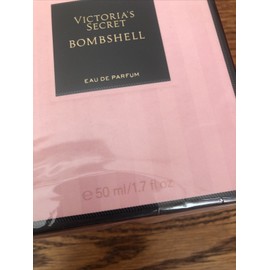 VICTORIA'S
SECRET
BOMBSHELL
EAU DE PARFUM
℮ 50 ml/1.7 fl oz